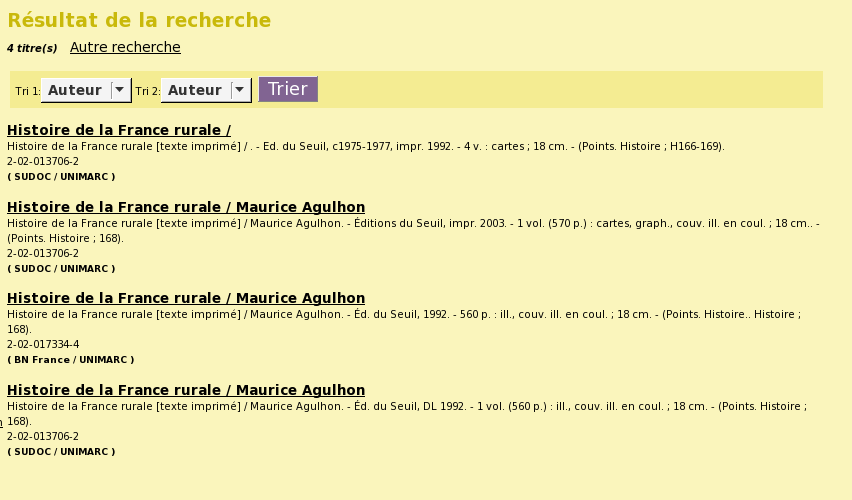 Résultat de la recherche
4 titre(s) Autre recherche
Tri 1: Auteur Tri 2: Auteur Trier
Histoire de la France rurale /
Histoire de la France rurale [texte imprimé] / . - Ed. du Seuil, c1975-1977, impr. 1992. - 4 v. : cartes ; 18 cm. - (Points. Histoire ; H166-169).
2-02-013706-2
( SUDOC / UNIMARC )
Histoire de la France rurale / Maurice Agulhon
Histoire de la France rurale [texte imprimé] / Maurice Agulhon. - Éditions du Seuil, impr. 2003. - 1 vol. (570 p.) : cartes, graph., couv. ill. en coul. ; 18 cm.. -
(Points. Histoire ; 168).
2-02-013706-2
( SUDOC / UNIMARC )
Histoire de la France rurale / Maurice Agulhon
Histoire de la France rurale [texte imprimé] / Maurice Agulhon. - Éd. du Seuil, 1992. - 560 p. : ill., couv. ill. en coul. ; 18 cm. - (Points. Histoire.. Histoire ;
168).
2-02-017334-4
( BN France / UNIMARC )
Histoire de la France rurale / Maurice Agulhon
Histoire de la France rurale [texte imprimé] / Maurice Agulhon. - Éd. du Seuil, DL 1992. - 1 vol. (560 p.) : ill., couv. ill. en coul. ; 18 cm. - (Points. Histoire ;
168).
2-02-013706-2
( SUDOC / UNIMARC )